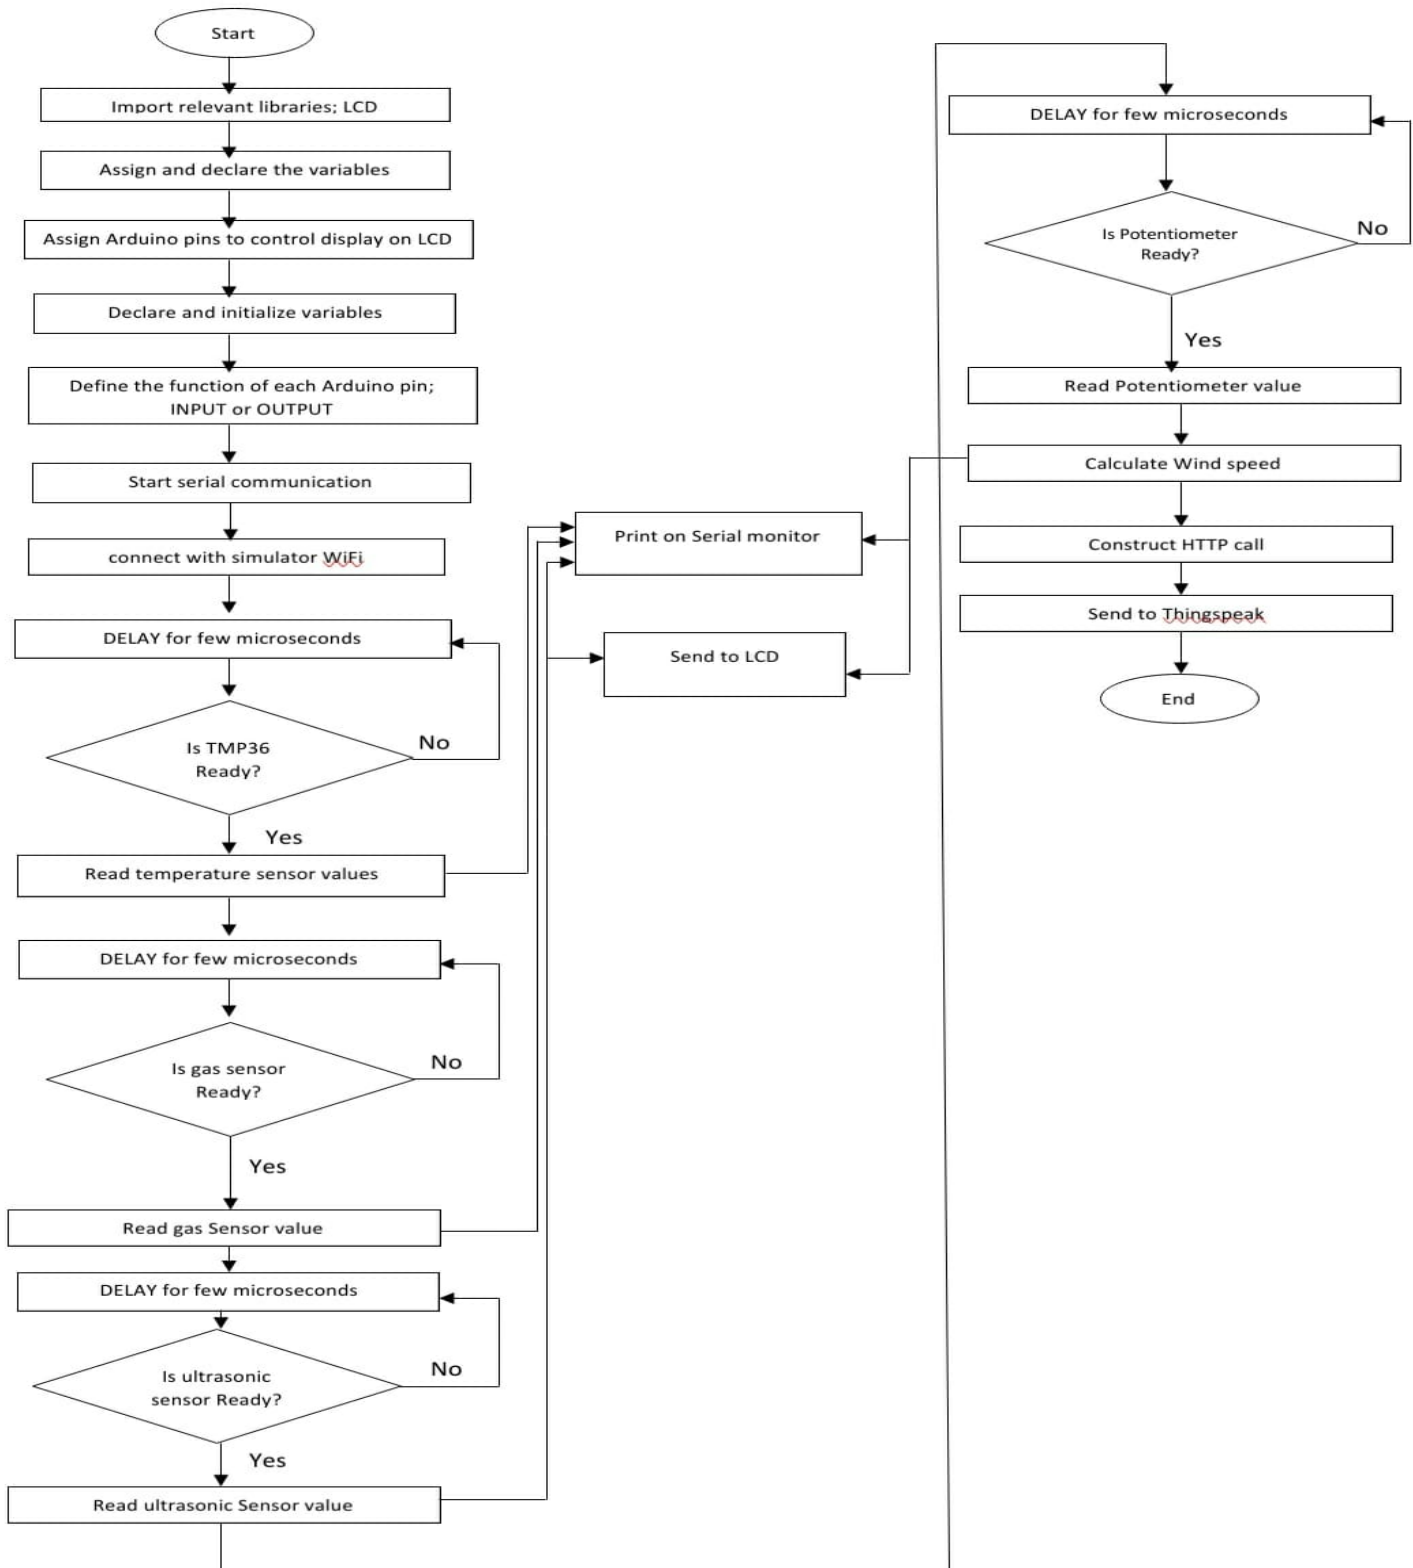 Start
Import relevant libraries; LCD
Assign and declare the variables
Assign Arduino pins to control display on LCD
Declare and initialize variables
Define the function of each Arduino pin;
INPUT or OUTPUT
Start serial communication
connect with simulator WiFi
DELAY for few microseconds
Is TMP36
Ready?
No
Yes
Read temperature sensor values
DELAY for few microseconds
Is gas sensor
Ready?
No
Yes
Read gas Sensor value
DELAY for few microseconds
Is ultrasonic
sensor Ready?
No
Yes
Read ultrasonic Sensor value
Print on Serial monitor
Send to LCD
DELAY for few microseconds
Is Potentiometer
Ready?
No
Yes
Read Potentiometer value
Calculate Wind speed
Construct HTTP call
Send to Thingspeak
End